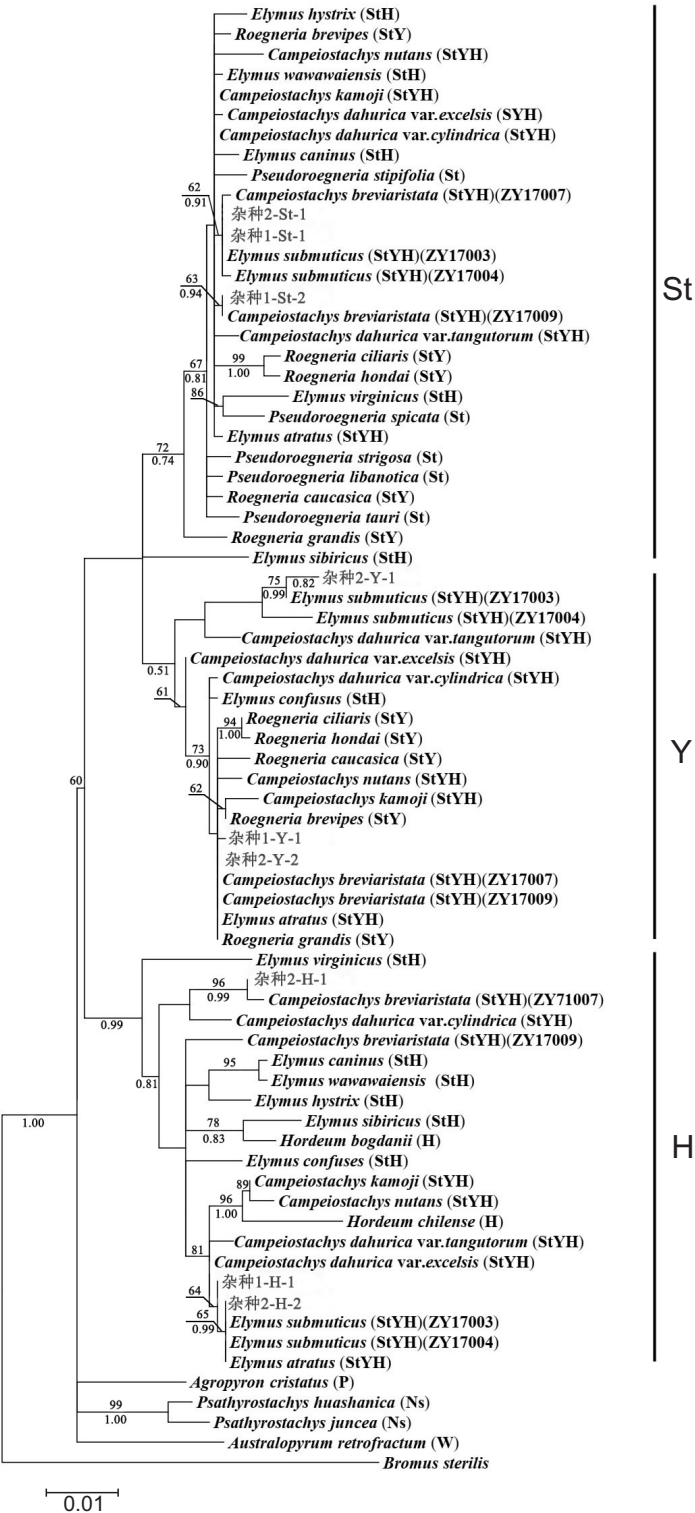 Elymus hystrix (StH)
Roegneria brevipes (StY)
Campeiostachys nutans (StYH)
Elymus wawawaiensis (StH)
Campeiostachys kamoji (StYH)
Campeiostachys dahurica var.excelsis (SYH)
Campeiostachys dahurica var.cylindrica (StYH)
Elymus caninus (StH)
Pseudoroegneria stipifolia (St)
62
0.91
Campeiostachys breviaristata (StYH)(ZY17007)
杂种2-St-1
杂种1-St-1
Elymus submuticus (StYH)(ZY17003)
Elymus submuticus (StYH)(ZY17004)
63
0.94
杂种1-St-2
Campeiostachys breviaristata (StYH)(ZY17009)
St
Campeiostachys dahurica var.tangutorum (StYH)
99
1.00
Roegneria ciliaris (StY)
Roegneria hondai (StY)
67
0.81
86
Elymus virginicus (StH)
Pseudoroegneria spicata (St)
Elymus atratus (StYH)
72
0.74
Pseudoroegneria strigosa (St)
Pseudoroegneria libanotica (St)
Roegneria caucasica (StY)
Pseudoroegneria tauri (St)
Roegneria grandis (StY)
Elymus sibiricus (StH)
75
0.99
0.82
杂种2-Y-1
Elymus submuticus (StYH)(ZY17003)
Elymus submuticus (StYH)(ZY17004)
Campeiostachys dahurica var.tangutorum (StYH)
0.51
Campeiostachys dahurica var.excelsis (StYH)
61
Campeiostachys dahurica var.cylindrica (StYH)
Elymus confusus (StH)
94
1.00
Roegneria ciliaris (StY)
Roegneria hondai (StY)
73
0.90
Y
Roegneria caucasica (StY)
Campeiostachys nutans (StYH)
60
62
Campeiostachys kamoji (StYH)
Roegneria brevipes (StY)
杂种1-Y-1
杂种2-Y-2
Campeiostachys breviaristata (StYH)(ZY17007)
Campeiostachys breviaristata (StYH)(ZY17009)
Elymus atratus (StYH)
Roegneria grandis (StY)
Elymus virginicus (StH)
96
0.99
杂种2-H-1
Campeiostachys breviaristata (StYH)(ZY71007)
0.99
Campeiostachys dahurica var.cylindrica (StYH)
Campeiostachys breviaristata (StYH)(ZY17009)
95
Elymus caninus (StH)
Elymus wawawaiensis (StH)
0.81
Elymus hystrix (StH)
1.00
78
0.83
Elymus sibiricus (StH)
Hordeum bogdanii (H)
H
Elymus confuses (StH)
89
Campeiostachys kamoji (StYH)
96
1.00
Campeiostachys nutans (StYH)
Hordeum chilense (H)
81
Campeiostachys dahurica var.tangutorum (StYH)
Campeiostachys dahurica var.excelsis (StYH)
64
杂种1-H-1
65
0.99
杂种2-H-2
Elymus submuticus (StYH)(ZY17003)
Elymus submuticus (StYH)(ZY17004)
Elymus atratus (StYH)
Agropyron cristatus (P)
99
1.00
Psathyrostachys huashanica (Ns)
Psathyrostachys juncea (Ns)
Australopyrum retrofractum (W)
Bromus sterilis
0.01